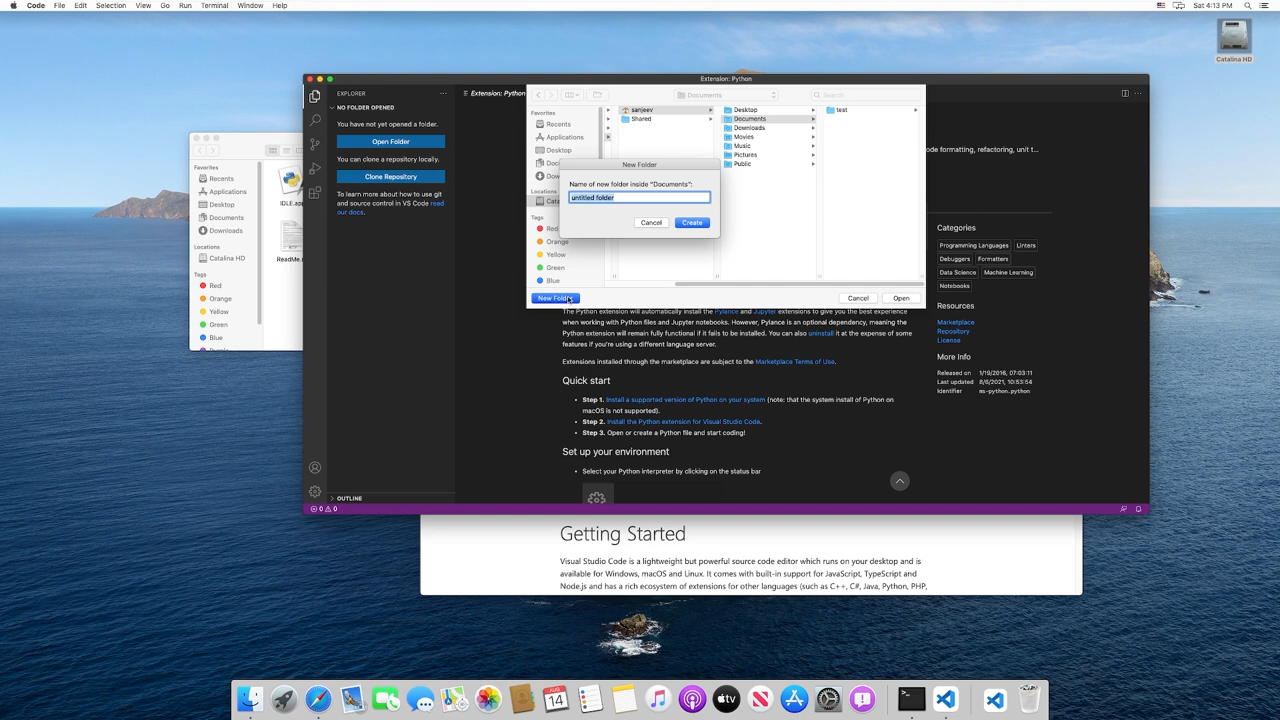 Code File Edit Selection View Go Run Terminal Window Help
Sat 4:13 PM
Catalina HD
Extension: Python
EXPLORER
NO FOLDER OPENED
You have not yet opened a folder.
Open Folder
You can clone a repository locally.
Clone Repository
To learn more about how to use git
and source control in VS Code read
our docs.
OUTLINE
0 0
Extension: Python
Documents
Search
Favorites
Recents
Applications
Desktop
Locations
Tags
Red
Orange
Yellow
Green
Blue
sanjeev
Shared
Desktop
Documents
Downloads
Movies
Music
Pictures
Public
test
New Folder
Name of new folder inside "Documents":
untitled folder
Cancel
Create
New Folder
Cancel
Open
Favorites
Recents
Applications
Desktop
Documents
Downloads
Locations
Catalina HD
Tags
Red
Orange
Yellow
Green
Blue
IDLE.app
ReadMe.
code formatting, refactoring, unit t...
The Python extension will automatically install the Pylance and Jupyter extensions to give you the best experience
when working with Python files and Jupyter notebooks. However, Pylance is an optional dependency, meaning the
Python extension will remain fully functional if it fails to be installed. You can also uninstall it at the expense of some
features if you're using a different language server.
Extensions installed through the marketplace are subject to the Marketplace Terms of Use.
Quick start
• Step 1. Install a supported version of Python on your system (note: that the system install of Python on
macOS is not supported).
• Step 2. Install the Python extension for Visual Studio Code.
• Step 3. Open or create a Python file and start coding!
Set up your environment
• Select your Python interpreter by clicking on the status bar
Categories
Programming Languages Linters
Debuggers Formatters
Data Science Machine Learning
Notebooks
Resources
Marketplace
Repository
License
More Info
Released on 1/19/2016, 07:03:11
Last updated 8/6/2021, 10:53:54
Identifier ms-python.python
Getting Started
Visual Studio Code is a lightweight but powerful source code editor which runs on your desktop and is
available for Windows, macOS and Linux. It comes with built-in support for JavaScript, TypeScript and
Node.js and has a rich ecosystem of extensions for other languages (such as C++, C#, Java, Python, PHP,
AUG
14
tv